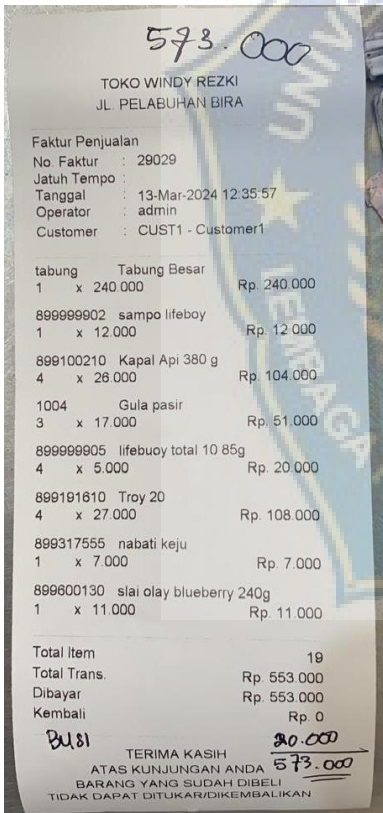 573.000
TOKO WINDY REZKI
JL. PELABUHAN BIRA
Faktur Penjualan
No. Faktur : 29029
Jatuh Tempo :
Tanggal : 13-Mar-2024 12:35:57
Operator : admin
Customer : CUST1 - Customer1
tabung Tabung Besar
1 x 240.000 Rp. 240.000
899999902 sampo lifeboy
1 x 12.000 Rp. 12.000
899100210 Kapal Api 380 g
4 x 26.000 Rp. 104.000
1004 Gula pasir
3 x 17.000 Rp. 51.000
899999905 lifebuoy total 10 85g
4 x 5.000 Rp. 20.000
899191610 Troy 20
4 x 27.000 Rp. 108.000
899317555 nabati keju
1 x 7.000 Rp. 7.000
899600130 slai olay blueberry 240g
1 x 11.000 Rp. 11.000
Total Item 19
Total Trans. Rp. 553.000
Dibayar Rp. 553.000
Kembali Rp. 0
BUSI 20.000
TERIMA KASIH
ATAS KUNJUNGAN ANDA 573.000
BARANG YANG SUDAH DIBELI
TIDAK DAPAT DITUKAR/DIKEMBALIKAN
UNIV
LEMBAGA